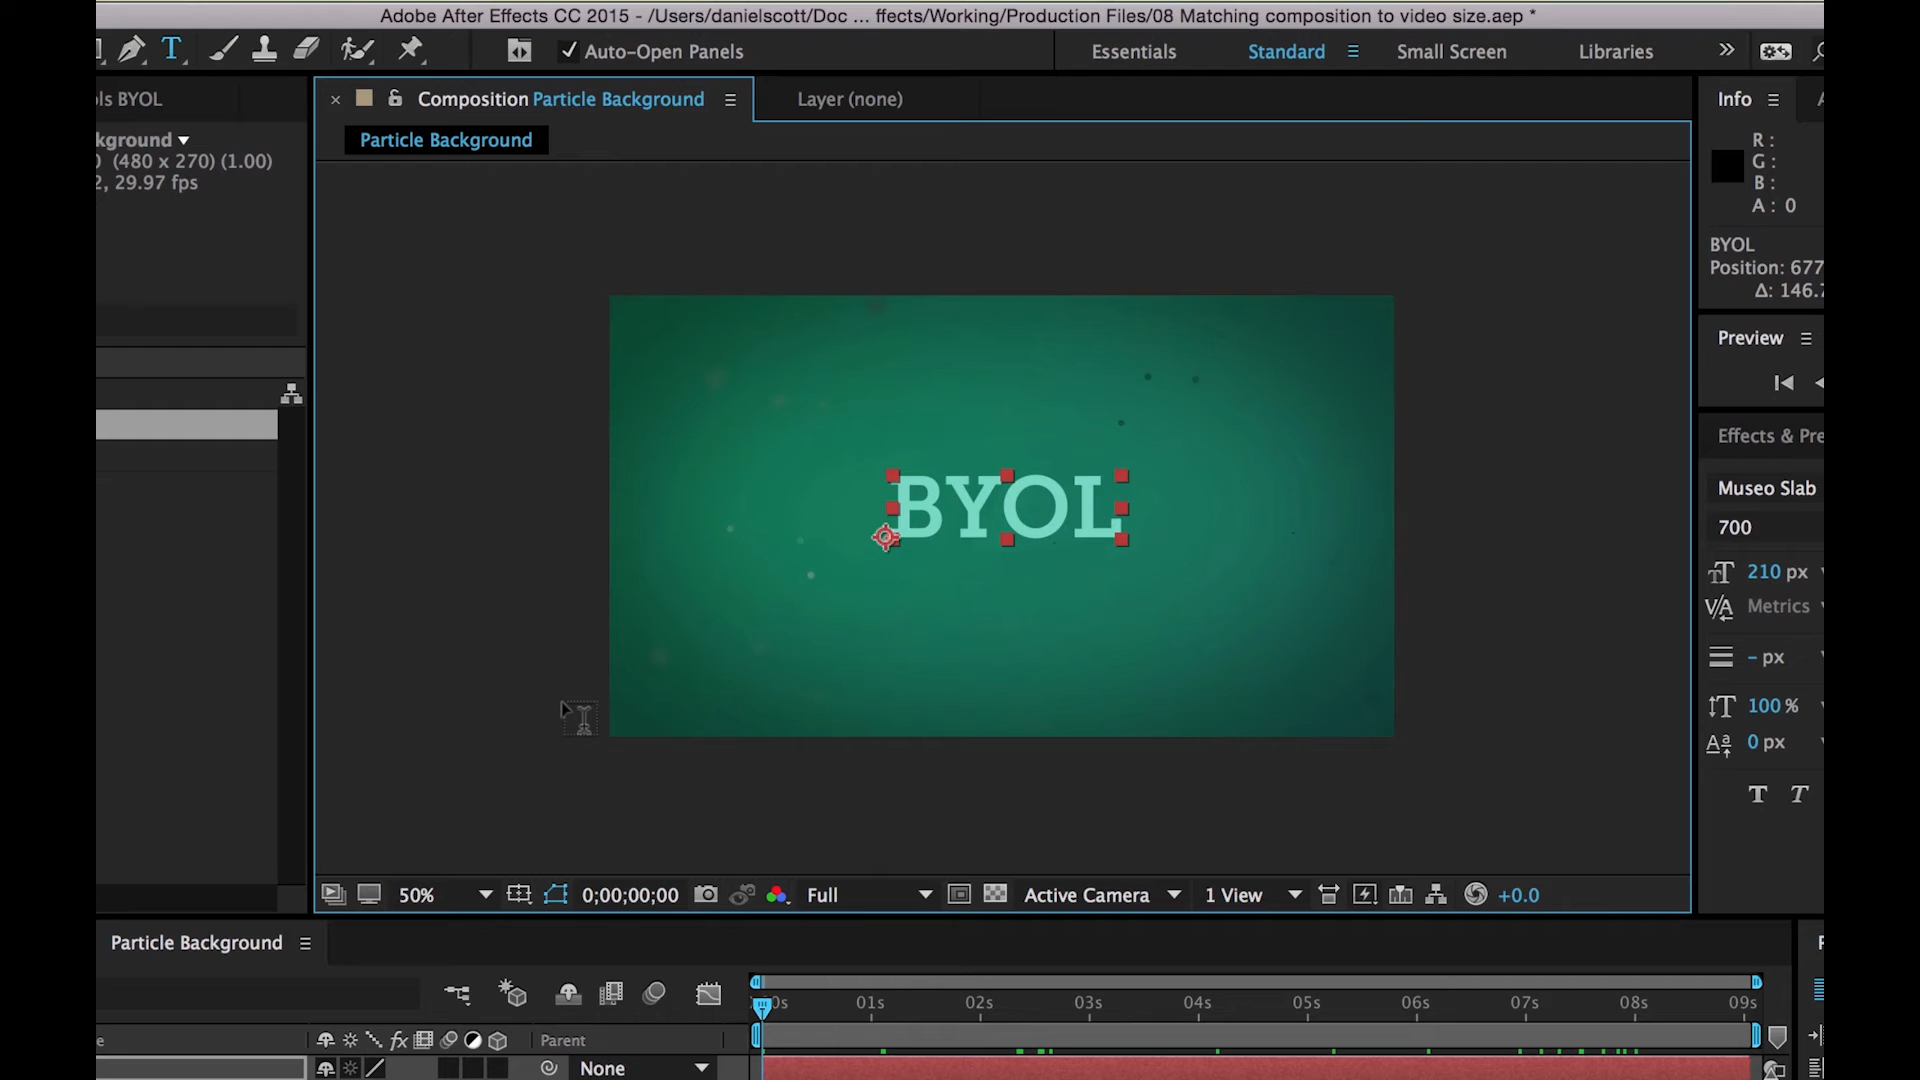 Adobe After Effects CC 2015 - /Users/danielscott/Doc ... ffects/Working/Production Files/08 Matching composition to video size.aep *
T
Auto-Open Panels
Essentials
Standard
Small Screen
Libraries
ls BYOL
Composition Particle Background
Layer (none)
Info
kground
(480 x 270) (1.00)
2, 29.97 fps
Particle Background
R :
G :
B :
A : 0
BYOL
Position: 677
Δ: 146.7
Preview
Effects & Pre
BYOL
Museo Slab
700
210 px
Metrics
- px
100 %
0 px
T T
50%
0;00;00;00
Full
Active Camera
1 View
+0.0
Particle Background
0s 01s 02s 03s 04s 05s 06s 07s 08s 09s
e
fx
Parent
None